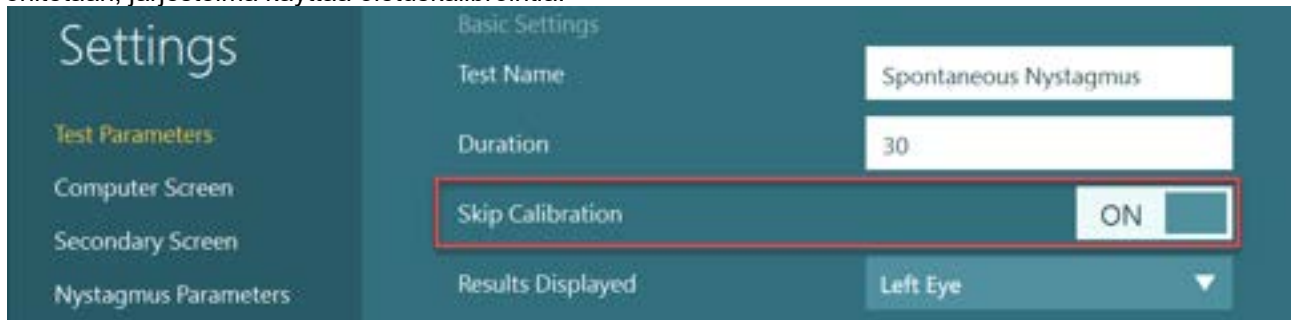 Settings
Test Parameters
Computer Screen
Secondary Screen
Nystagmus Parameters
Basic Settings
Test Name
Spontaneous Nystagmus
Duration
30
Skip Calibration
ON
Results Displayed
Left Eye